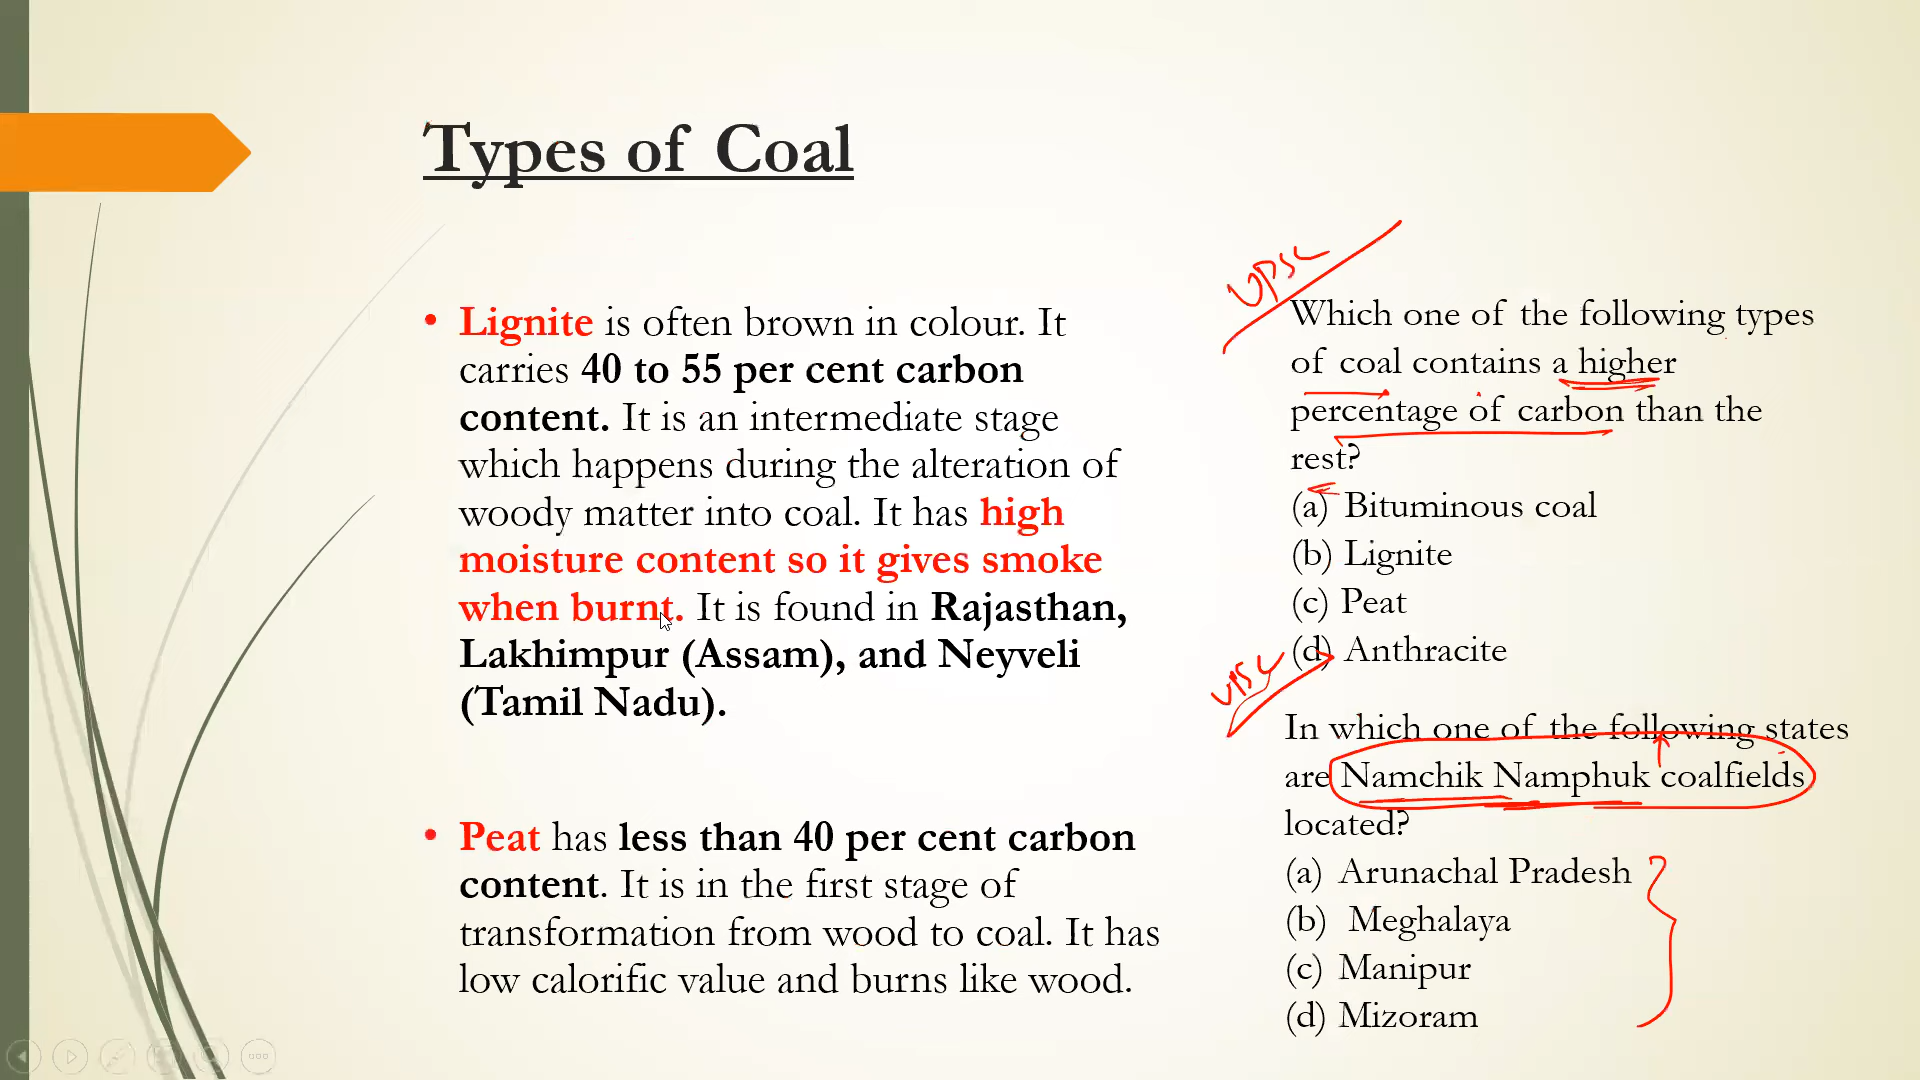 Types of Coal
• Lignite is often brown in colour. It
carries 40 to 55 per cent carbon
content. It is an intermediate stage
which happens during the alteration of
woody matter into coal. It has high
moisture content so it gives smoke
when burnt. It is found in Rajasthan,
Lakhimpur (Assam), and Neyveli
(Tamil Nadu).
• Peat has less than 40 per cent carbon
content. It is in the first stage of
transformation from wood to coal. It has
low calorific value and burns like wood.
UPSC
Which one of the following types
of coal contains a higher
percentage of carbon than the
rest?
(a) Bituminous coal
(b) Lignite
(c) Peat
(d) Anthracite
UPSC
In which one of the following states
are Namchik Namphuk coalfields
located?
(a) Arunachal Pradesh
(b) Meghalaya
(c) Manipur
(d) Mizoram